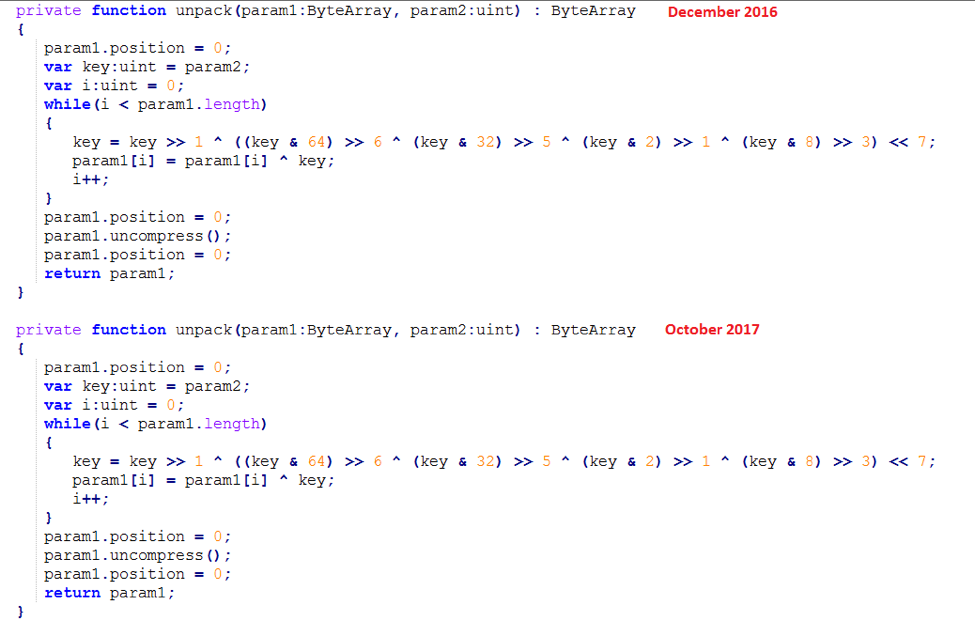 private function unpack(param1:ByteArray, param2:uint) : ByteArray December 2016
{
param1.position = 0;
var key:uint = param2;
var i:uint = 0;
while(i < param1.length)
{
key = key >> 1 ^ ((key & 64) >> 6 ^ (key & 32) >> 5 ^ (key & 2) >> 1 ^ (key & 8) >> 3) << 7;
param1[i] = param1[i] ^ key;
i++;
}
param1.position = 0;
param1.uncompress();
param1.position = 0;
return param1;
}
private function unpack(param1:ByteArray, param2:uint) : ByteArray October 2017
{
param1.position = 0;
var key:uint = param2;
var i:uint = 0;
while(i < param1.length)
{
key = key >> 1 ^ ((key & 64) >> 6 ^ (key & 32) >> 5 ^ (key & 2) >> 1 ^ (key & 8) >> 3) << 7;
param1[i] = param1[i] ^ key;
i++;
}
param1.position = 0;
param1.uncompress();
param1.position = 0;
return param1;
}